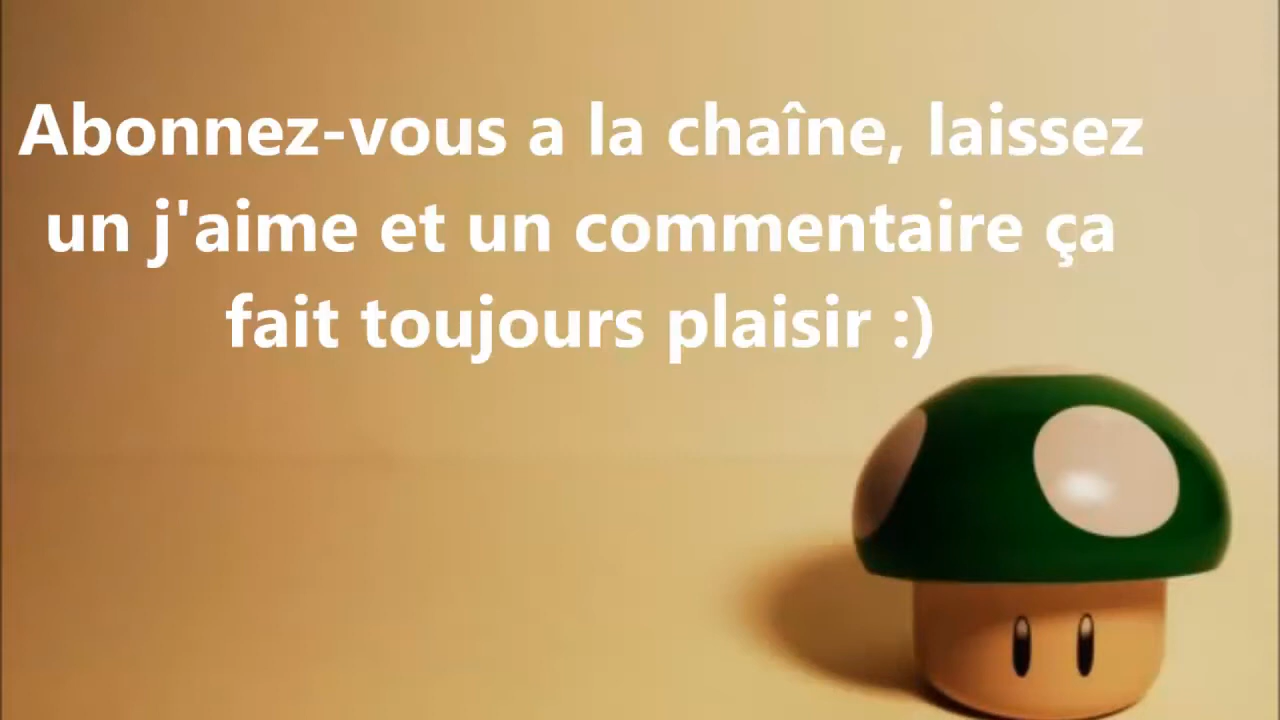 Abonnez-vous a la chaîne, laissez
un j'aime et un commentaire ça
fait toujours plaisir :)